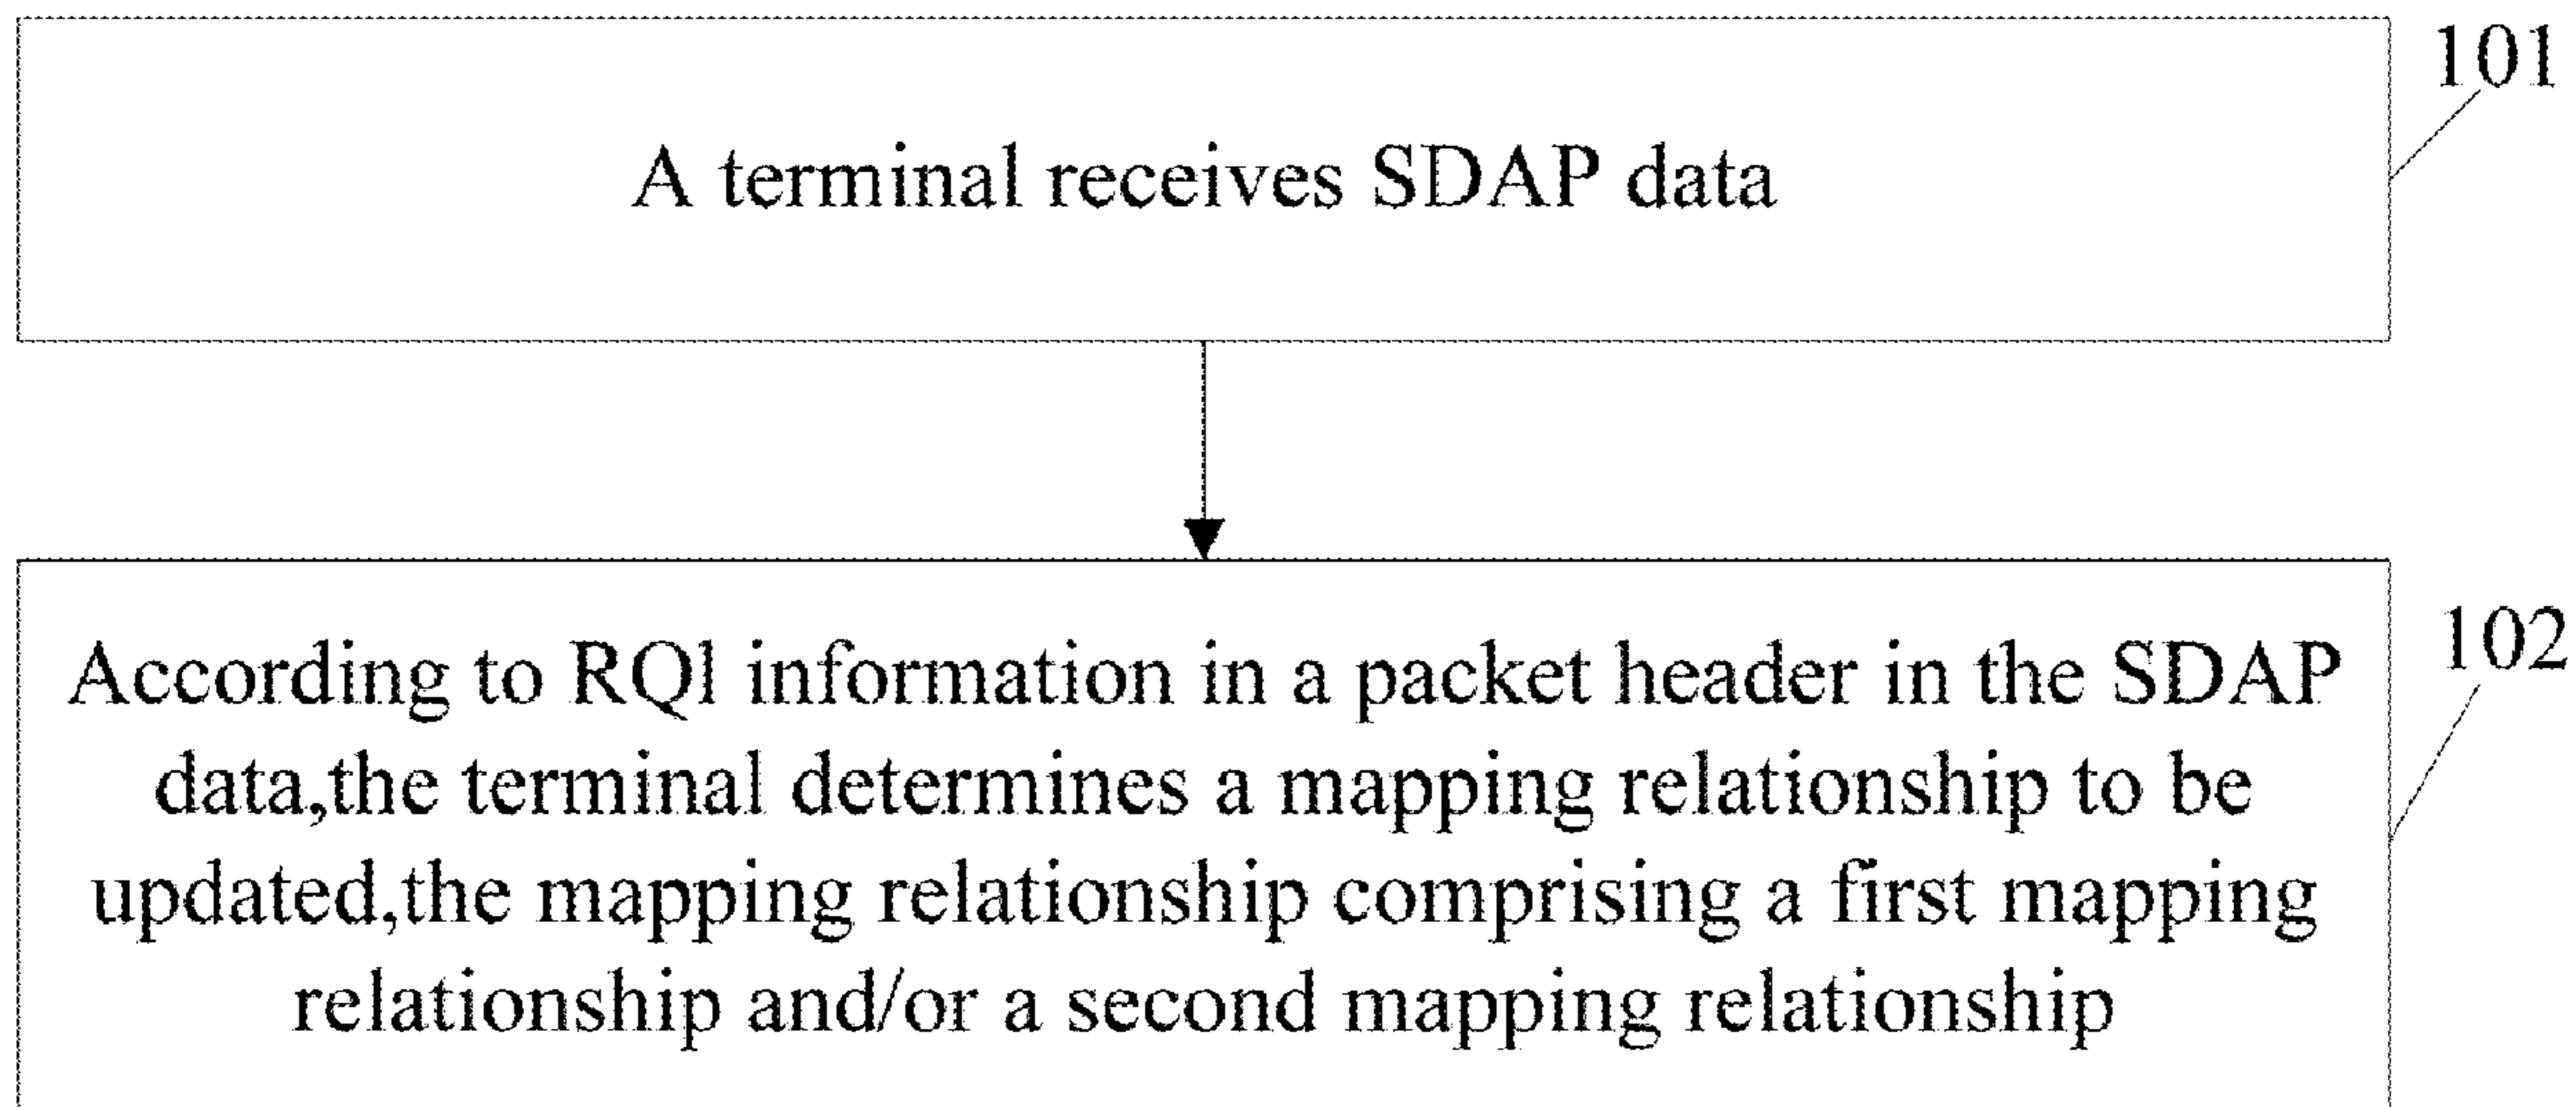 101
A terminal receives SDAP data
102
According to RQl information in a packet header in the SDAP
data,the terminal determines a mapping relationship to be
updated,the mapping relationship comprising a first mapping
relationship and/or a second mapping relationship